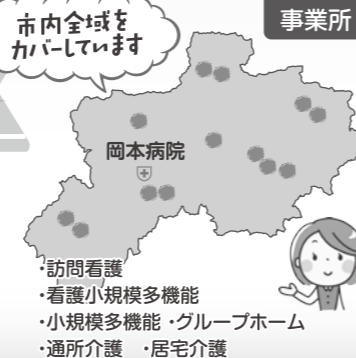 市内全域を
カバーしています
事業所
岡本病院
・訪問看護
・看護小規模多機能
・小規模多機能 ・グループホーム
・通所介護 ・居宅介護